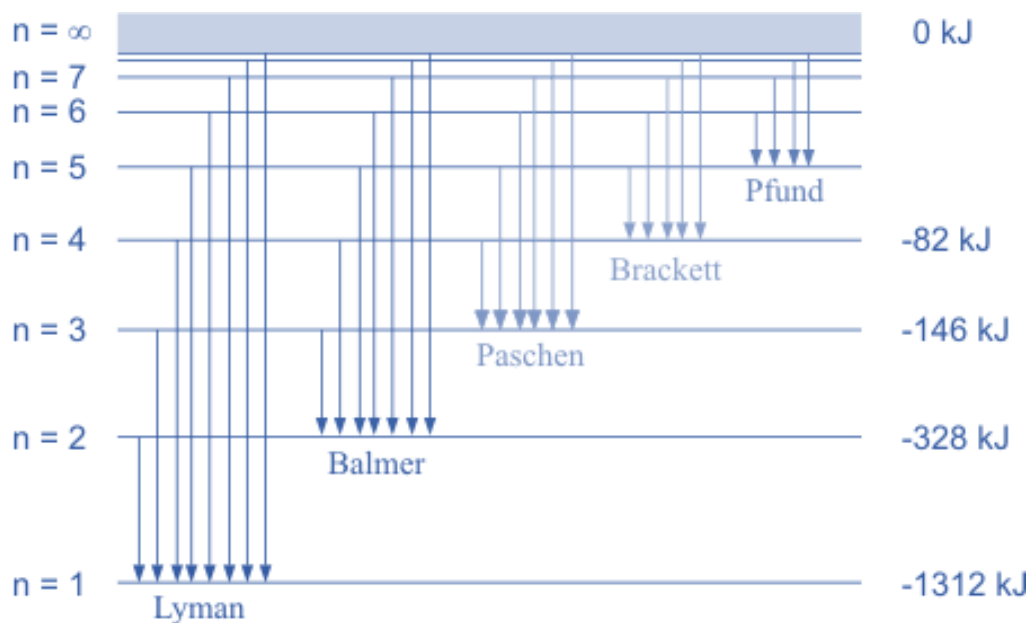 n = ∞ 0 kJ
n = 7
n = 6
n = 5
Pfund
n = 4 -82 kJ
Brackett
n = 3 -146 kJ
Paschen
n = 2 -328 kJ
Balmer
n = 1 -1312 kJ
Lyman